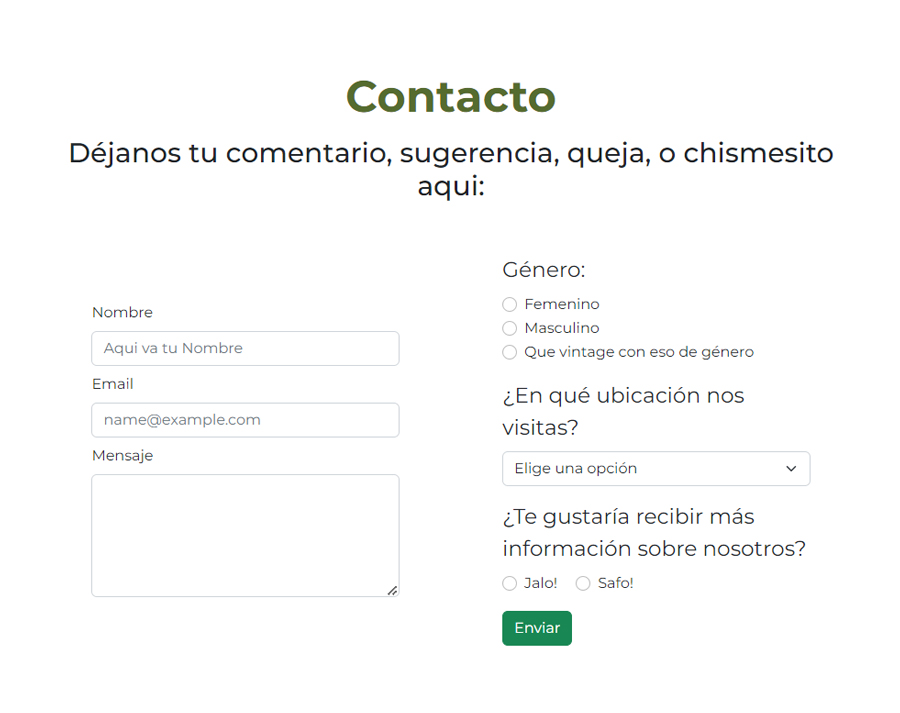 Contacto
Déjanos tu comentario, sugerencia, queja, o chismesito
aqui:
Nombre
Aqui va tu Nombre
Email
name@example.com
Mensaje
Género:
Femenino
Masculino
Que vintage con eso de género
¿En qué ubicación nos
visitas?
Elige una opción
¿Te gustaría recibir más
información sobre nosotros?
Jalo! Safo!
Enviar